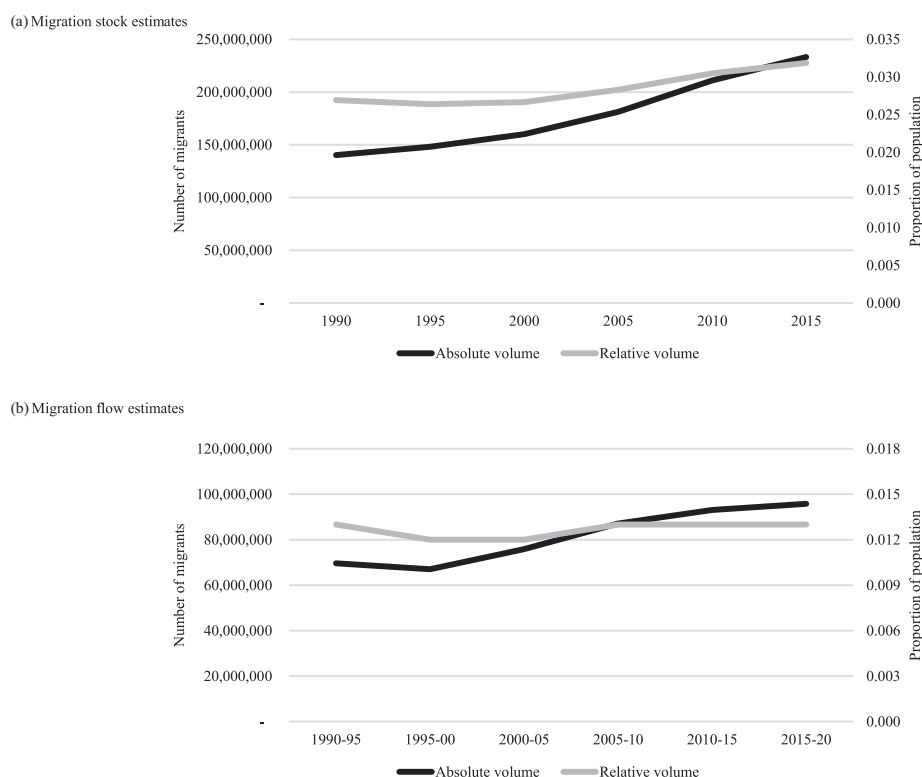 (a) Migration stock estimates
250,000,000
200,000,000
150,000,000
100,000,000
50,000,000
-
Number of migrants
0.035
0.030
0.025
0.020
0.015
0.010
0.005
0.000
Proportion of population
1990 1995 2000 2005 2010 2015
Absolute volume Relative volume
(b) Migration flow estimates
120,000,000
100,000,000
80,000,000
60,000,000
40,000,000
20,000,000
-
Number of migrants
0.018
0.015
0.012
0.009
0.006
0.003
0.000
Proportion of population
1990-95 1995-00 2000-05 2005-10 2010-15 2015-20
Absolute volume Relative volume